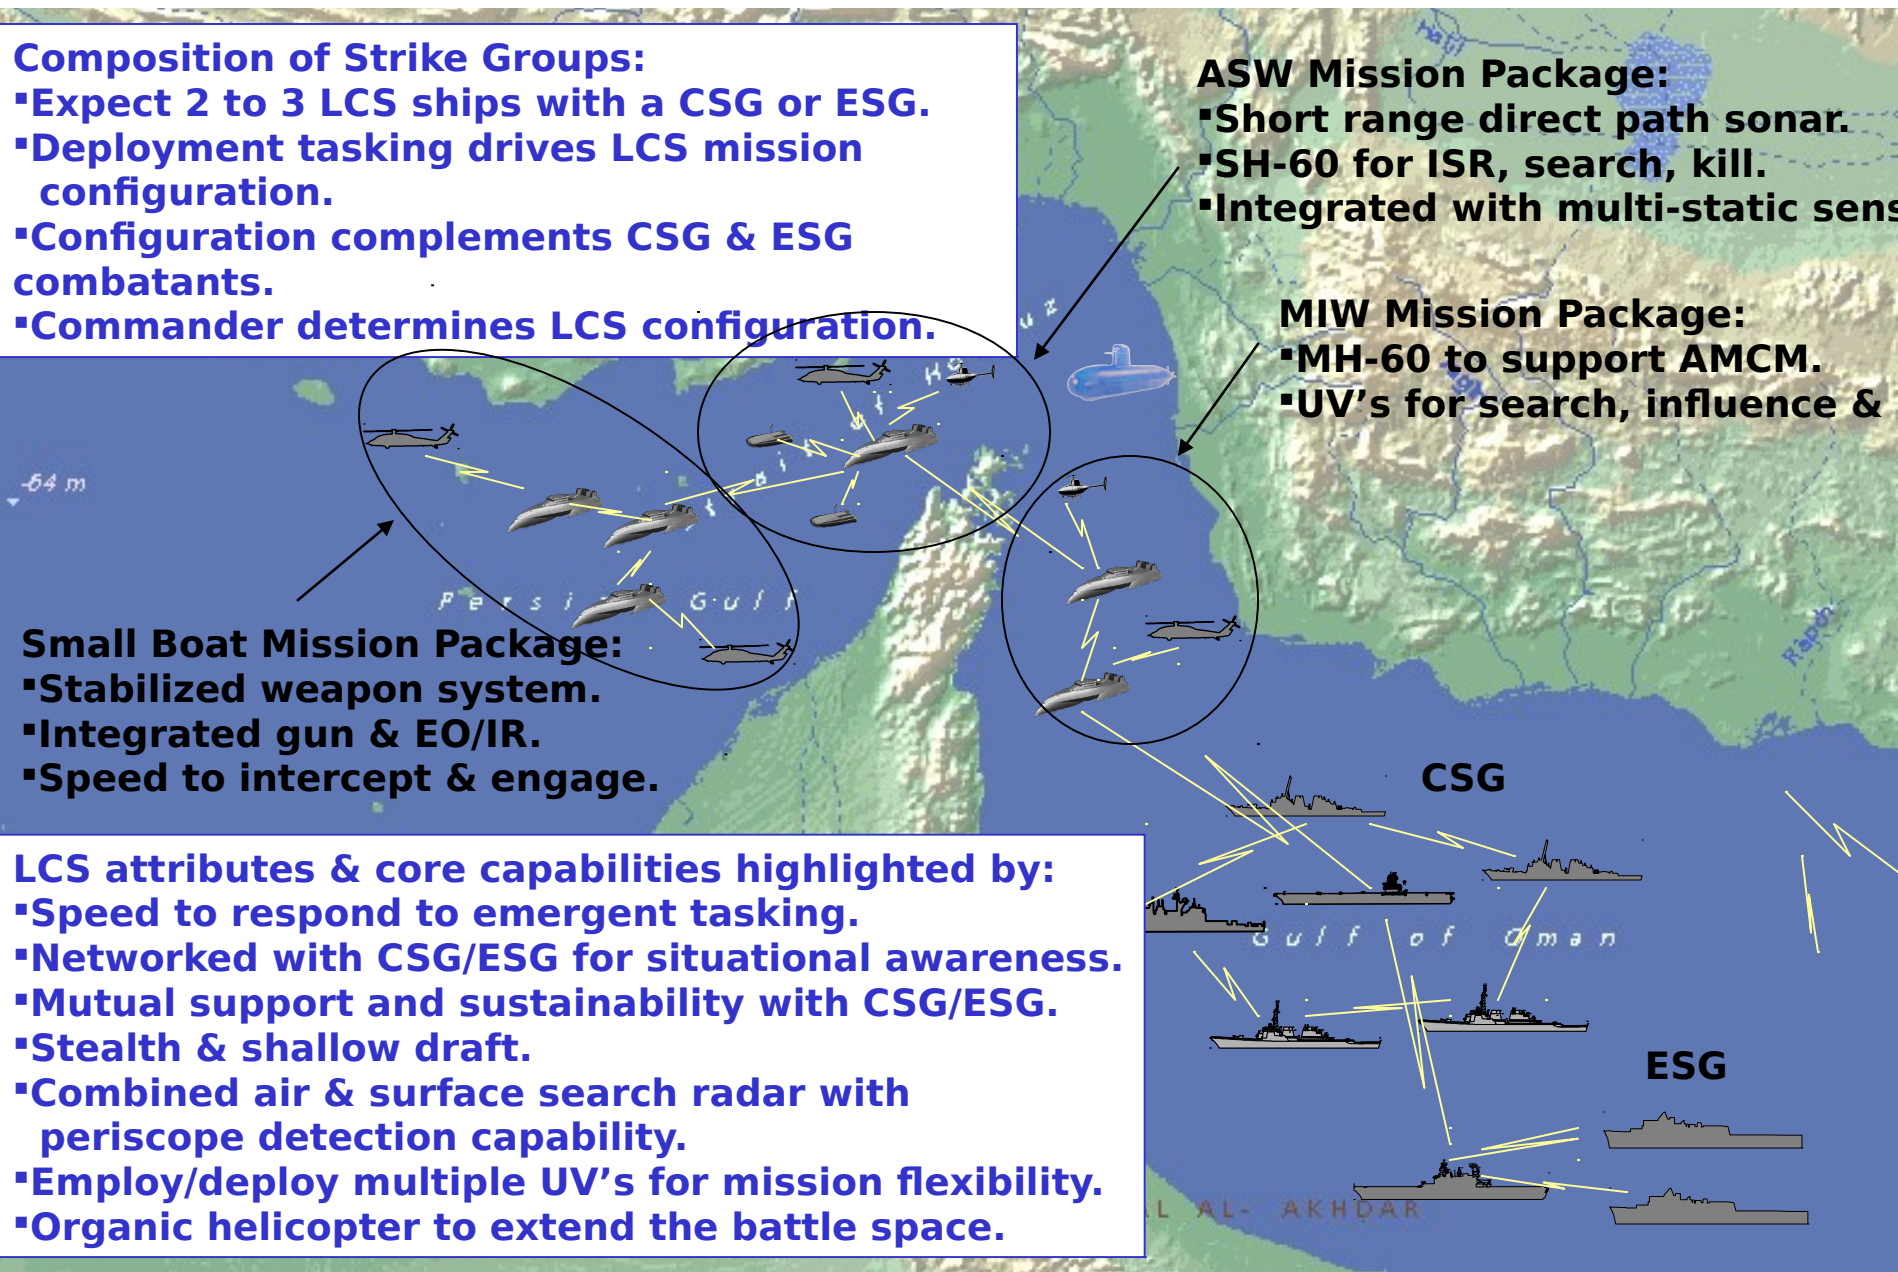 Composition of Strike Groups:
▪Expect 2 to 3 LCS ships with a CSG or ESG.
▪Deployment tasking drives LCS mission
configuration.
▪Configuration complements CSG & ESG
combatants.
▪Commander determines LCS configuration.
ASW Mission Package:
▪Short range direct path sonar.
▪SH-60 for ISR, search, kill.
▪Integrated with multi-static sens
MIW Mission Package:
▪MH-60 to support AMCM.
▪UV’s for search, influence &
-64 m
Persi Gulf
Small Boat Mission Package:
▪Stabilized weapon system.
▪Integrated gun & EO/IR.
▪Speed to intercept & engage.
CSG
Gulf of Oman
ESG
LCS attributes & core capabilities highlighted by:
▪Speed to respond to emergent tasking.
▪Networked with CSG/ESG for situational awareness.
▪Mutual support and sustainability with CSG/ESG.
▪Stealth & shallow draft.
▪Combined air & surface search radar with
periscope detection capability.
▪Employ/deploy multiple UV’s for mission flexibility.
▪Organic helicopter to extend the battle space.
AL- AKHDAR